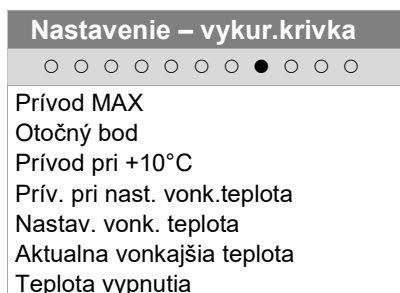 Nastavenie – vykur.krivka
Prívod MAX
Otočný bod
Prívod pri +10°C
Prív. pri nast. vonk.teplota
Nastav. vonk. teplota
Aktualna vonkajšia teplota
Teplota vypnutia